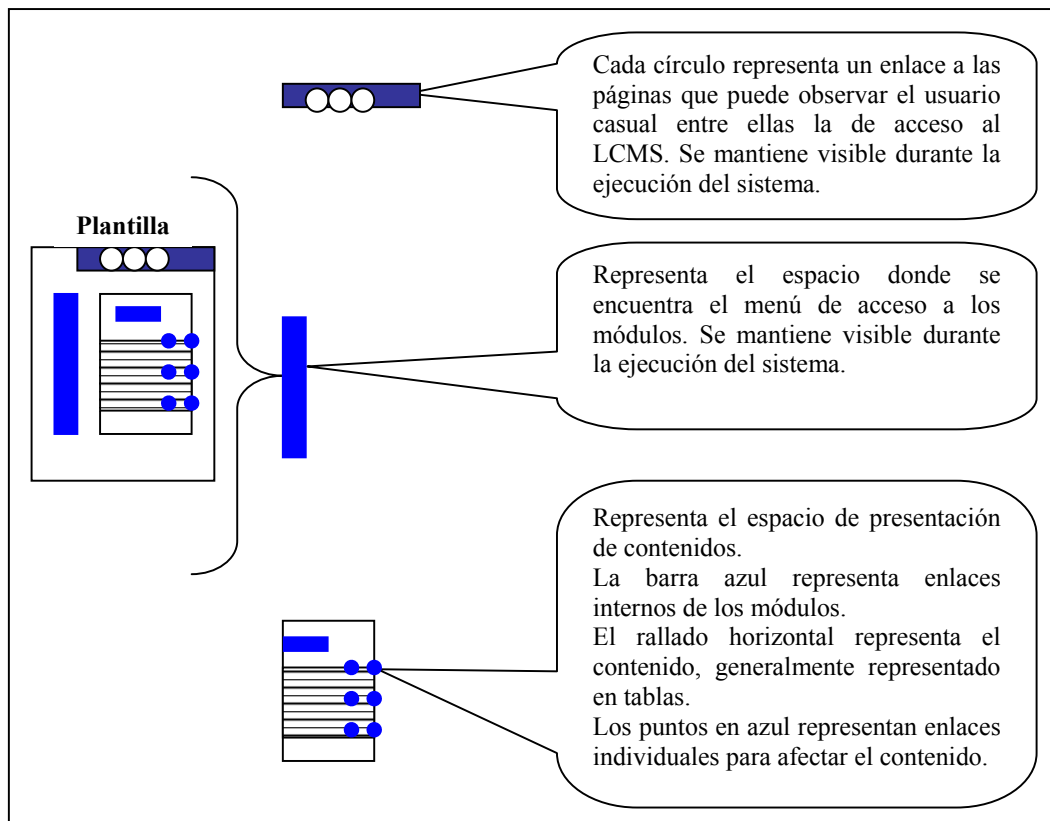 Cada círculo representa un enlace a las
páginas que puede observar el usuario
casual entre ellas la de acceso al
LCMS. Se mantiene visible durante la
ejecución del sistema.
Plantilla
Representa el espacio donde se
encuentra el menú de acceso a los
módulos. Se mantiene visible durante
la ejecución del sistema.
Representa el espacio de presentación
de contenidos.
La barra azul representa enlaces
internos de los módulos.
El rallado horizontal representa el
contenido, generalmente representado
en tablas.
Los puntos en azul representan enlaces
individuales para afectar el contenido.